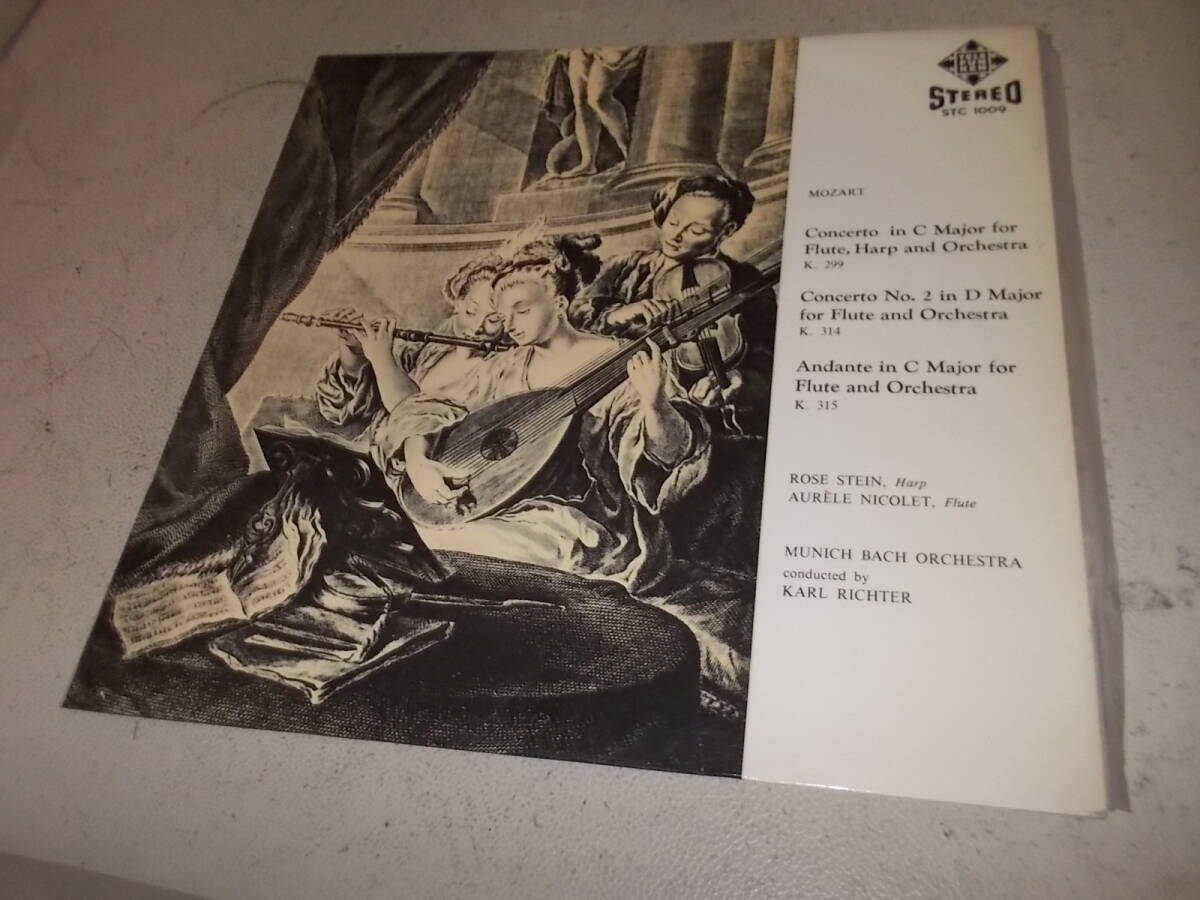 STEREO
STC 1009
MOZART
Concerto in C Major for
Flute, Harp and Orchestra
K. 299
Concerto No. 2 in D Major
for Flute and Orchestra
K. 314
Andante in C Major for
Flute and Orchestra
K. 315
ROSE STEIN, Harp
AURÈLE NICOLET, Flute
MUNICH BACH ORCHESTRA
conducted by
KARL RICHTER